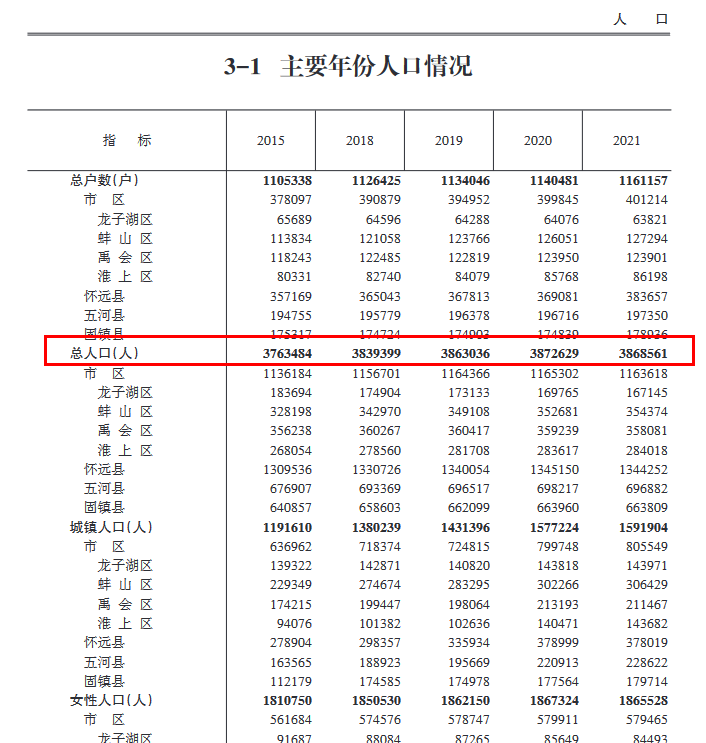 人 口
3-1 主要年份人口情况
指 标 2015 2018 2019 2020 2021
总户数(户) 1105338 1126425 1134046 1140481 1161157
市 区 378097 390879 394952 399845 401214
龙子湖区 65689 64596 64288 64076 63821
蚌 山 区 113834 121058 123766 126051 127294
禹 会 区 118243 122485 122819 123950 123901
淮 上 区 80331 82740 84079 85768 86198
怀远县 357169 365043 367813 369081 383657
五河县 194755 195779 196378 196716 197350
固镇县 175317 174724 174903 174839 178936
总人口(人) 3763484 3839399 3863036 3872629 3868561
市 区 1136184 1156701 1164366 1165302 1163618
龙子湖区 183694 174904 173133 169765 167145
蚌 山 区 328198 342970 349108 352681 354374
禹 会 区 356238 360267 360417 359239 358081
淮 上 区 268054 278560 281708 283617 284018
怀远县 1309536 1330726 1340054 1345150 1344252
五河县 676907 693369 696517 698217 696882
固镇县 640857 658603 662099 663960 663809
城镇人口(人) 1191610 1380239 1431396 1577224 1591904
市 区 636962 718374 724815 799748 805549
龙子湖区 139322 142871 140820 143818 143971
蚌 山 区 229349 274674 283295 302266 306429
禹 会 区 174215 199447 198064 213193 211467
淮 上 区 94076 101382 102636 140471 143682
怀远县 278904 298357 335934 378999 378019
五河县 163565 188923 195669 220913 228622
固镇县 112179 174585 174978 177564 179714
女性人口(人) 1810750 1850530 1862150 1867324 1865528
市 区 561684 574576 578747 579911 579465
龙子湖区 91687 88084 87265 85649 84493